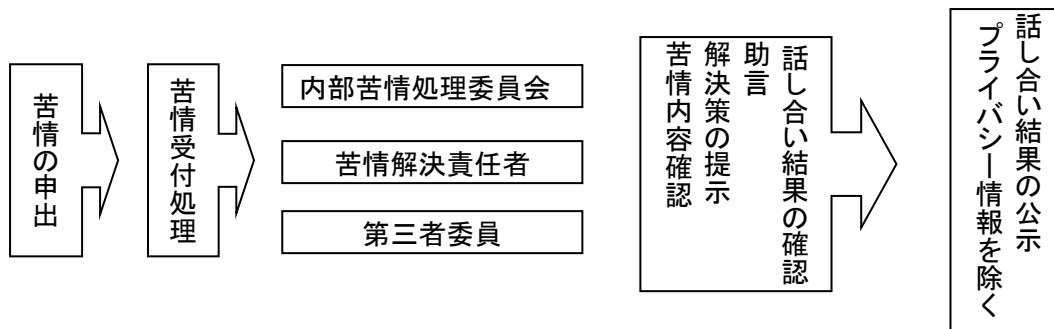 苦情の申出
苦情受付処理
内部苦情処理委員会
苦情解決責任者
第三者委員
話し合い結果の確認
助言
解決策の提示
苦情内容確認
話し合い結果の公示
プライバシー情報を除く